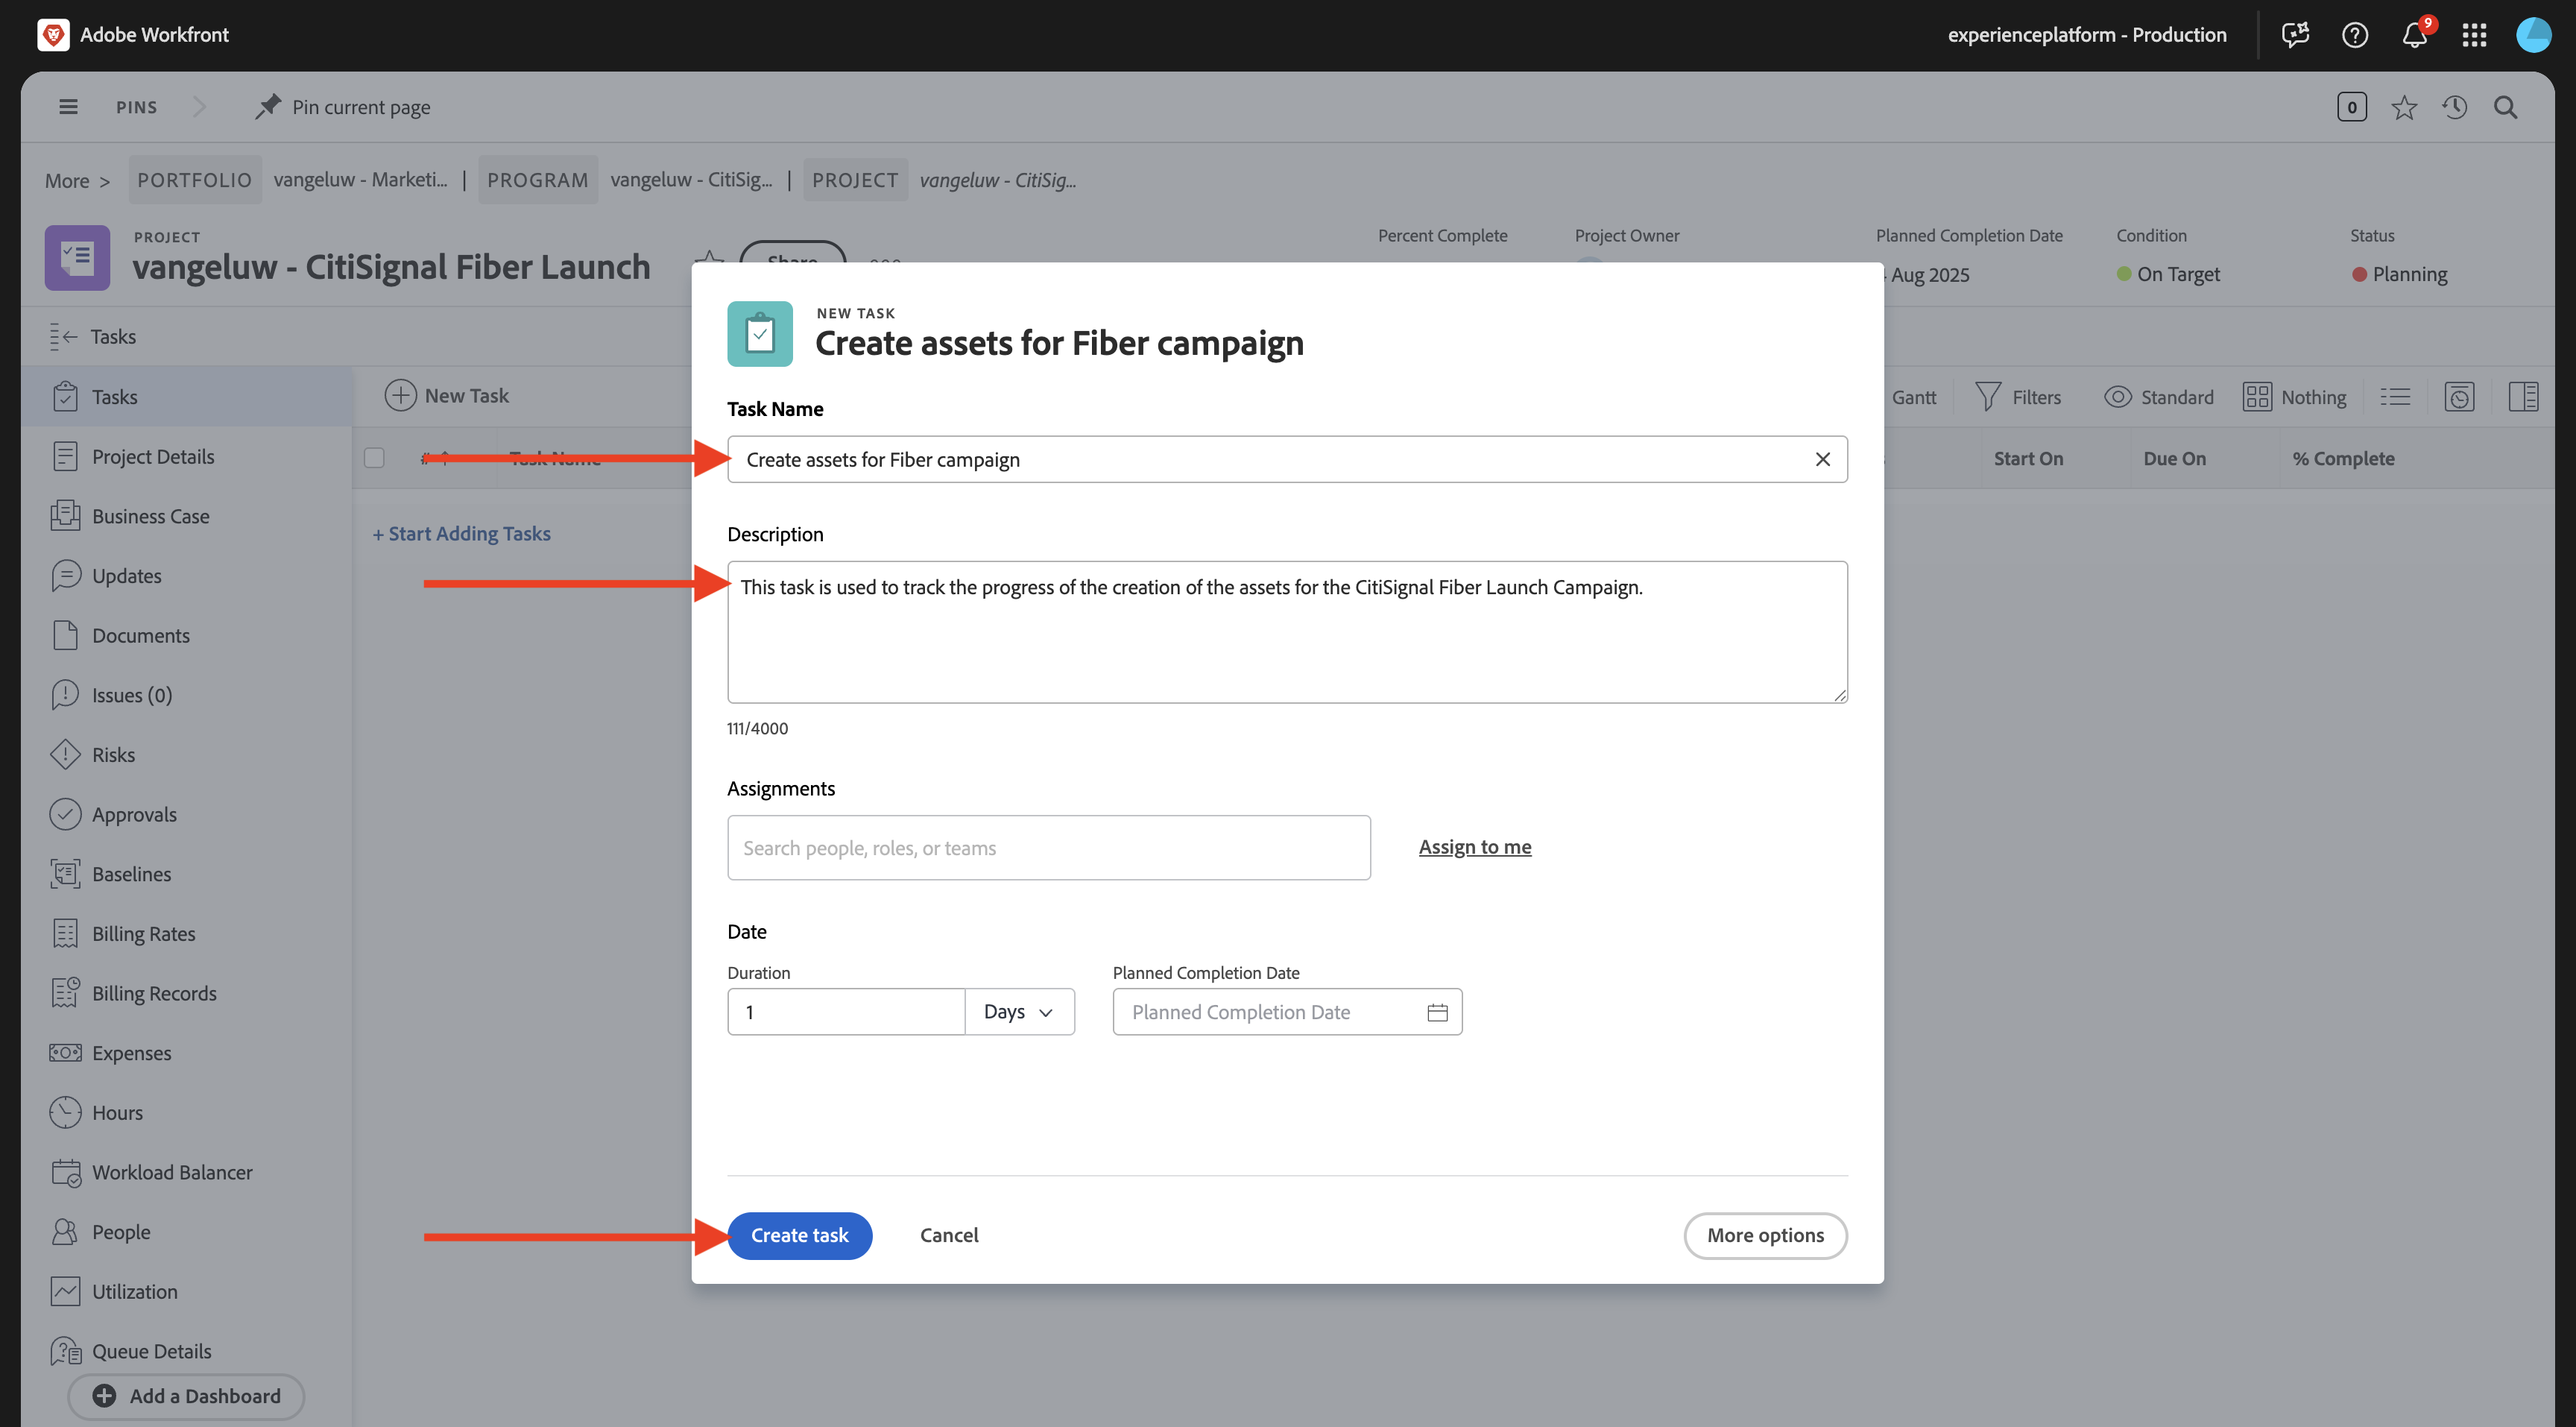 Adobe Workfront
experienceplatform - Production
9
PINS
Pin current page
0
More >
PORTFOLIO
vangeluw - Marketi... |
PROGRAM
vangeluw - CitiSig... |
PROJECT
vangeluw - CitiSig...
PROJECT
vangeluw - CitiSignal Fiber Launch
Share
Percent Complete
Project Owner
Planned Completion Date
Aug 2025
Condition
On Target
Status
Planning
Tasks
Tasks
Project Details
Business Case
Updates
Documents
Issues (0)
Risks
Approvals
Baselines
Billing Rates
Billing Records
Expenses
Hours
Workload Balancer
People
Utilization
Queue Details
Add a Dashboard
New Task
Gantt
Filters
Standard
Nothing
#
Task Name
Start On
Due On
% Complete
+ Start Adding Tasks
NEW TASK
Create assets for Fiber campaign
Task Name
Create assets for Fiber campaign
Description
This task is used to track the progress of the creation of the assets for the CitiSignal Fiber Launch Campaign.
111/4000
Assignments
Search people, roles, or teams
Assign to me
Date
Duration
1
Days
Planned Completion Date
Planned Completion Date
Create task
Cancel
More options